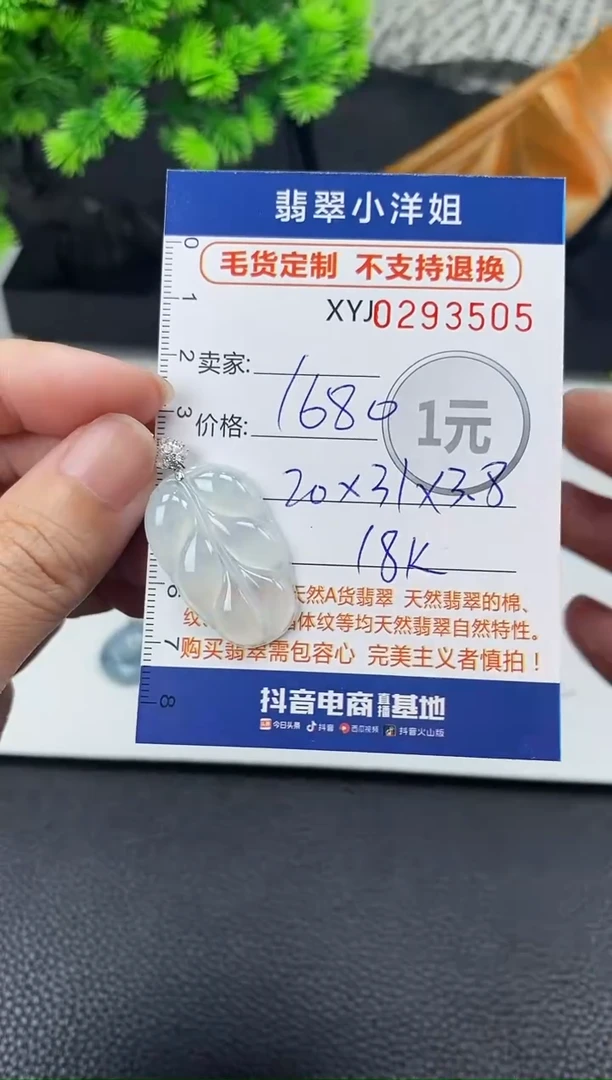 翡翠小洋姐
毛货定制 不支持退换
XYJ0293505
0
1
2
卖家:
3
价格: 1680
1元
20×31×3.8
18K
6
天然A货翡翠 天然翡翠的棉、
纹、晶体纹等均天然翡翠自然特性。
7
购买翡翠需包容心 完美主义者慎拍！
8
抖音电商直播基地
今日头条 抖音 西瓜视频 抖音火山版